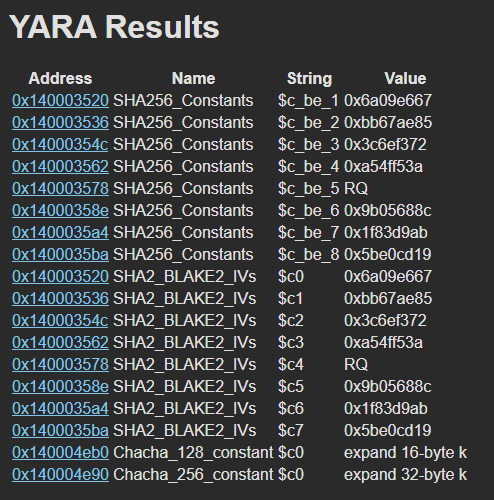 YARA Results
Address Name String Value
0x140003520 SHA256_Constants $c_be_1 0x6a09e667
0x140003536 SHA256_Constants $c_be_2 0xbb67ae85
0x14000354c SHA256_Constants $c_be_3 0x3c6ef372
0x140003562 SHA256_Constants $c_be_4 0xa54ff53a
0x140003578 SHA256_Constants $c_be_5 RQ
0x14000358e SHA256_Constants $c_be_6 0x9b05688c
0x1400035a4 SHA256_Constants $c_be_7 0x1f83d9ab
0x1400035ba SHA256_Constants $c_be_8 0x5be0cd19
0x140003520 SHA2_BLAKE2_IVs $c0 0x6a09e667
0x140003536 SHA2_BLAKE2_IVs $c1 0xbb67ae85
0x14000354c SHA2_BLAKE2_IVs $c2 0x3c6ef372
0x140003562 SHA2_BLAKE2_IVs $c3 0xa54ff53a
0x140003578 SHA2_BLAKE2_IVs $c4 RQ
0x14000358e SHA2_BLAKE2_IVs $c5 0x9b05688c
0x1400035a4 SHA2_BLAKE2_IVs $c6 0x1f83d9ab
0x1400035ba SHA2_BLAKE2_IVs $c7 0x5be0cd19
0x140004eb0 Chacha_128_constant $c0 expand 16-byte k
0x140004e90 Chacha_256_constant $c0 expand 32-byte k